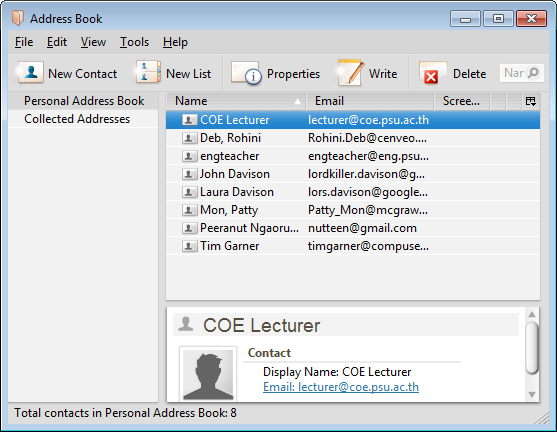 Address Book
File Edit View Tools Help
New Contact New List Properties Write Delete Nar
Personal Address Book
Collected Addresses
Name Email Scree...
COE Lecturer lecturer@coe.psu.ac.th
Deb, Rohini Rohini.Deb@cenveo....
engteacher engteacher@eng.psu...
John Davison lordkiller.davison@g...
Laura Davison lors.davison@google...
Mon, Patty Patty_Mon@mcgraw...
Peeranut Ngaoru... nutteen@gmail.com
Tim Garner timgarner@compuse...
COE Lecturer
Contact
Display Name: COE Lecturer
Email: lecturer@coe.psu.ac.th
Total contacts in Personal Address Book: 8